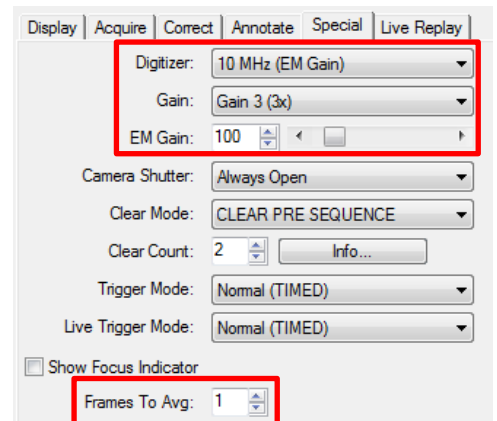 Display Acquire Correct Annotate Special Live Replay
Digitizer: 10 MHz (EM Gain)
Gain: Gain 3 (3x)
EM Gain: 100
Camera Shutter: Always Open
Clear Mode: CLEAR PRE SEQUENCE
Clear Count: 2 Info...
Trigger Mode: Normal (TIMED)
Live Trigger Mode: Normal (TIMED)
Show Focus Indicator
Frames To Avg: 1